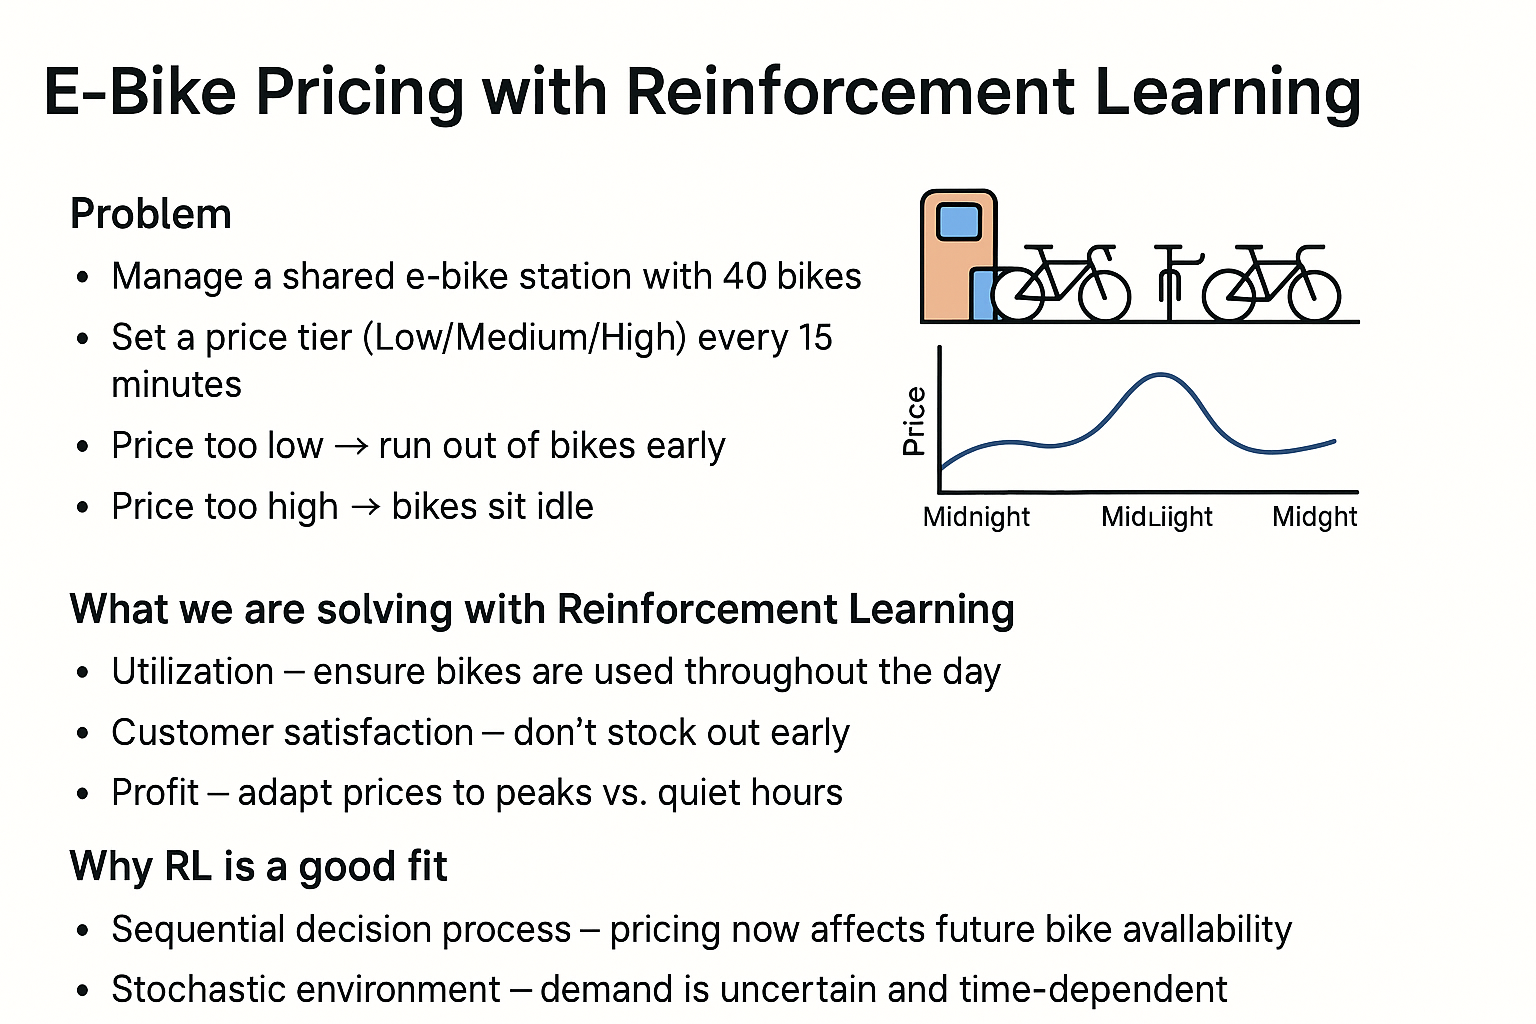 E-Bike Pricing with Reinforcement Learning
Problem
• Manage a shared e-bike station with 40 bikes
• Set a price tier (Low/Medium/High) every 15
minutes
• Price too low → run out of bikes early
• Price too high → bikes sit idle
Price
Midnight MidLiight Midght
What we are solving with Reinforcement Learning
• Utilization – ensure bikes are used throughout the day
• Customer satisfaction – don’t stock out early
• Profit – adapt prices to peaks vs. quiet hours
Why RL is a good fit
• Sequential decision process – pricing now affects future bike avallability
• Stochastic environment – demand is uncertain and time-dependent